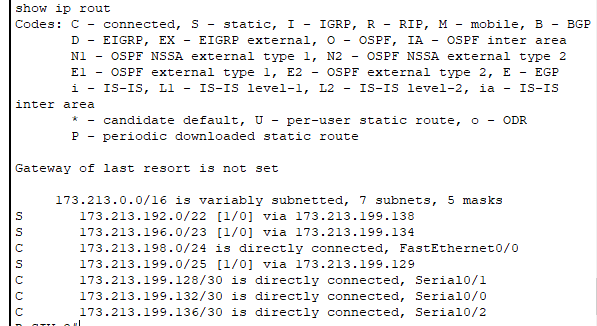 show ip rout
Codes: C - connected, S - static, I - IGRP, R - RIP, M - mobile, B - BGP
D - EIGRP, EX - EIGRP external, O - OSPF, IA - OSPF inter area
N1 - OSPF NSSA external type 1, N2 - OSPF NSSA external type 2
E1 - OSPF external type 1, E2 - OSPF external type 2, E - EGP
i - IS-IS, L1 - IS-IS level-1, L2 - IS-IS level-2, ia - IS-IS
inter area
* - candidate default, U - per-user static route, o - ODR
P - periodic downloaded static route
Gateway of last resort is not set
173.213.0.0/16 is variably subnetted, 7 subnets, 5 masks
S 173.213.192.0/22 [1/0] via 173.213.199.138
S 173.213.196.0/23 [1/0] via 173.213.199.134
C 173.213.198.0/24 is directly connected, FastEthernet0/0
S 173.213.199.0/25 [1/0] via 173.213.199.129
C 173.213.199.128/30 is directly connected, Serial0/1
C 173.213.199.132/30 is directly connected, Serial0/0
C 173.213.199.136/30 is directly connected, Serial0/2